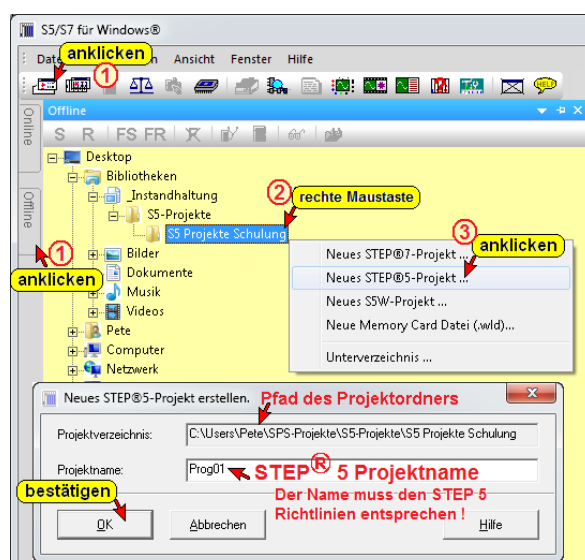 S5/S7 für Windows®
Date
anklicken
n Ansicht Fenster Hilfe
1
Online
Offline
Offline
S R FS FR
Desktop
Bibliotheken
_Instandhaltung
S5-Projekte
2 rechte Maustaste
S5 Projekte Schulung
1
anklicken
Bilder
Dokumente
Musik
Videos
Pete
Computer
Netzwerk
3 anklicken
Neues STEP®7-Projekt ...
Neues STEP®5-Projekt ...
Neues S5W-Projekt ...
Neue Memory Card Datei (.wld)...
Unterverzeichnis ...
Neues STEP®5-Projekt erstellen.
Pfad des Projektordners
Projektverzeichnis: C:\Users\Pete\SPS-Projekte\S5-Projekte\S5 Projekte Schulung
Projektname: Prog01 STEP® 5 Projektname
bestätigen
Der Name muss den STEP 5
Richtlinien entsprechen !
OK Abbrechen Hilfe